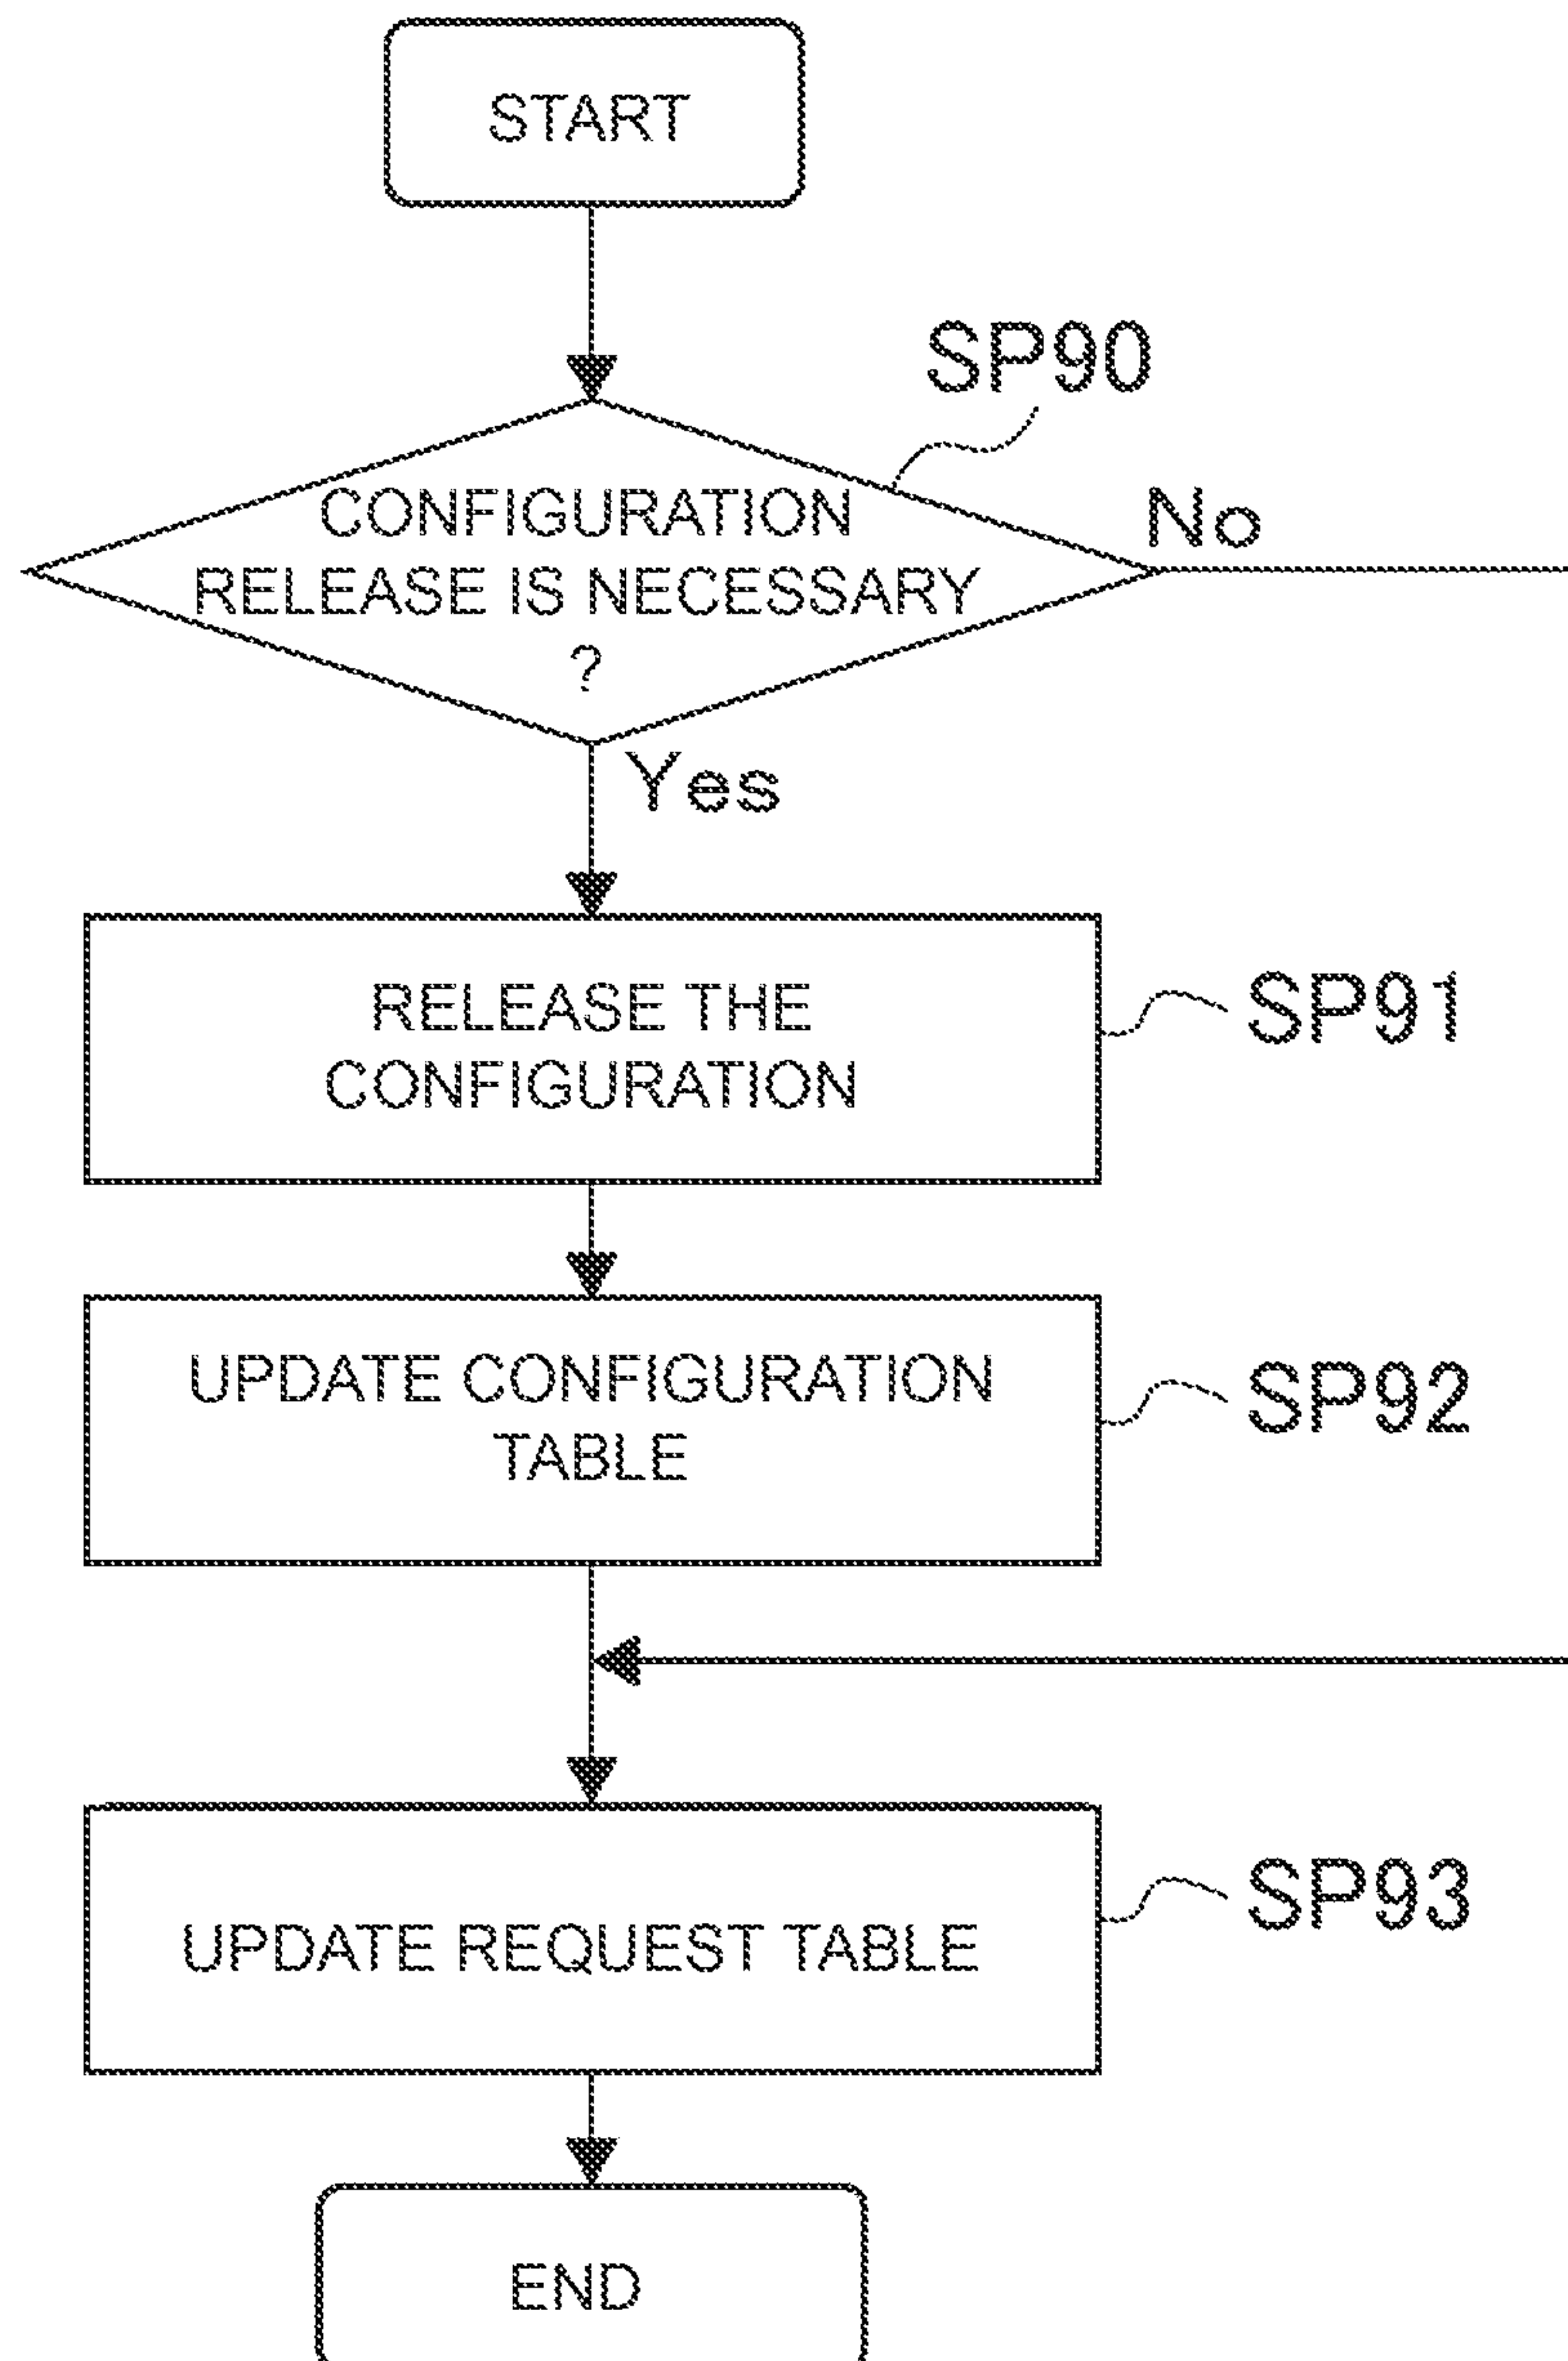 START
SP90
CONFIGURATION
RELEASE IS NECESSARY
?
No
Yes
RELEASE THE
CONFIGURATION
SP91
UPDATE CONFIGURATION
TABLE
SP92
UPDATE REQUEST TABLE
SP93
END